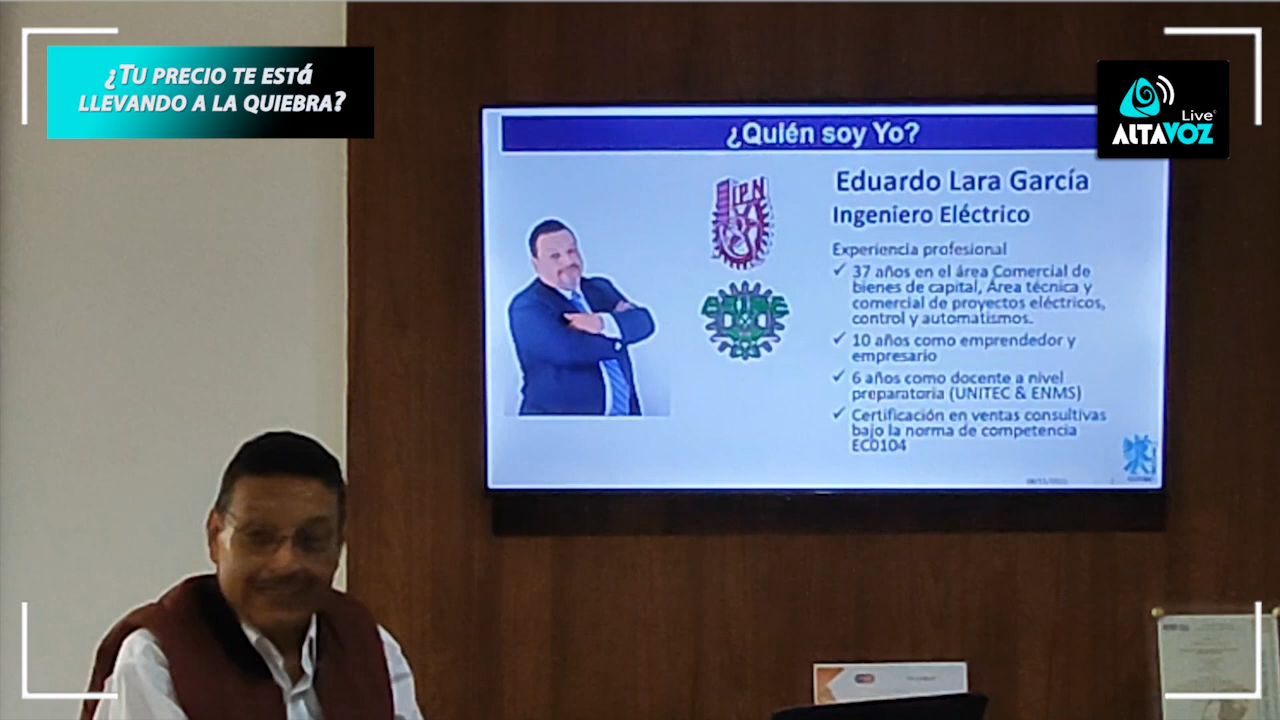 ¿Tu precio te está
llevando a la quiebra?
Live
ALTAVOZ
¿Quién soy Yo?
IPN
Eduardo Lara García
Ingeniero Eléctrico
Experiencia profesional
✓ 37 años en el área Comercial de
bienes de capital, Área técnica y
comercial de proyectos eléctricos,
control y automatismos.
✓ 10 años como emprendedor y
empresario
✓ 6 años como docente a nivel
preparatoria (UNITEC & ENMS)
✓ Certificación en ventas consultivas
bajo la norma de competencia
EC0104